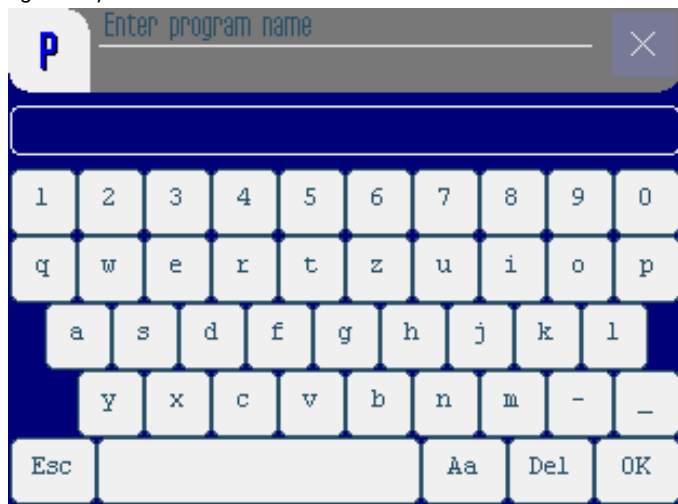 P Enter program name
1 2 3 4 5 6 7 8 9 0
q w e r t z u i o p
a s d f g h j k l
y x c v b n m - _
Esc Aa Del OK